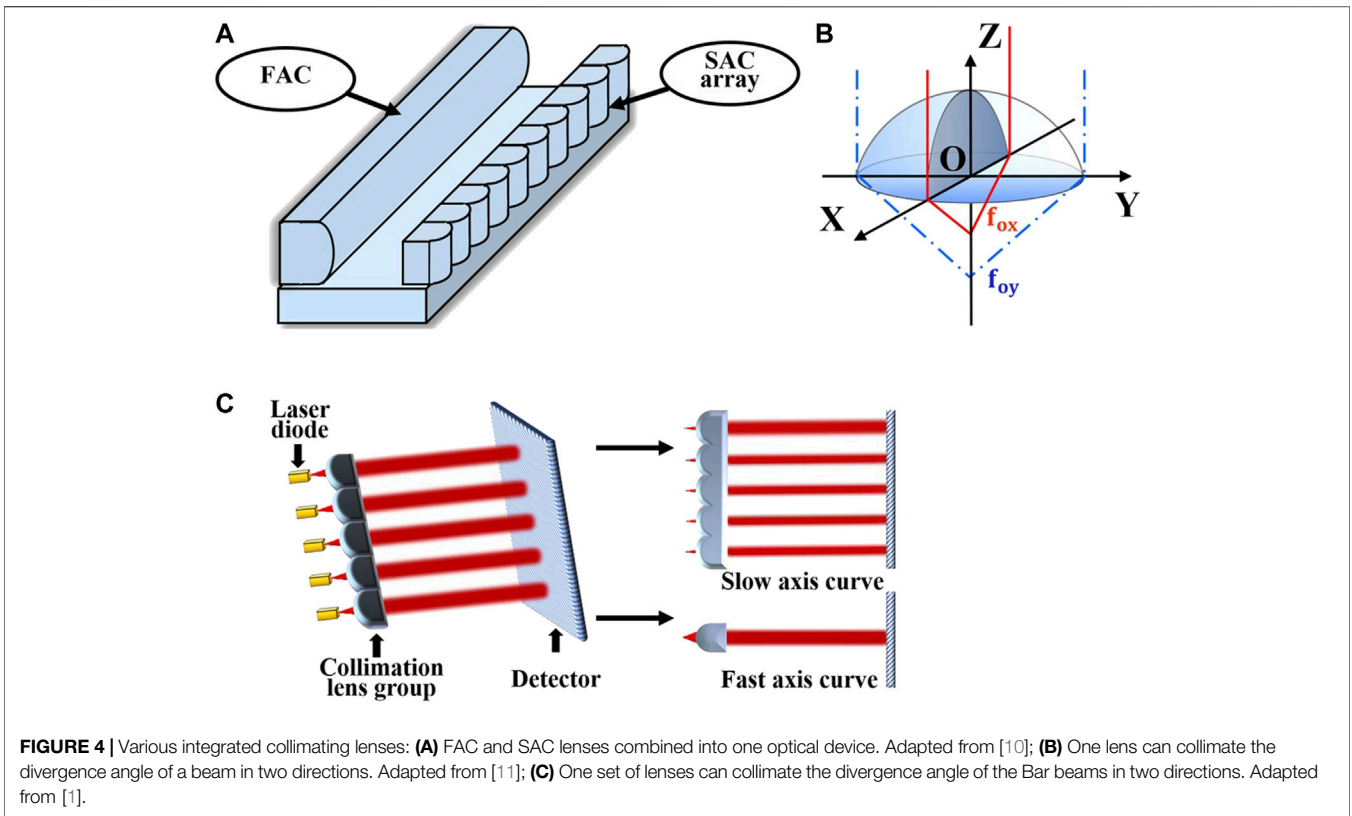 A
FAC
SAC
array
B
Z
O
X
Y
fox
foy
C
Laser
diode
Collimation
lens group
Detector
Slow axis curve
Fast axis curve
FIGURE 4 | Various integrated collimating lenses: (A) FAC and SAC lenses combined into one optical device. Adapted from [10]; (B) One lens can collimate the
divergence angle of a beam in two directions. Adapted from [11]; (C) One set of lenses can collimate the divergence angle of the Bar beams in two directions. Adapted
from [1].